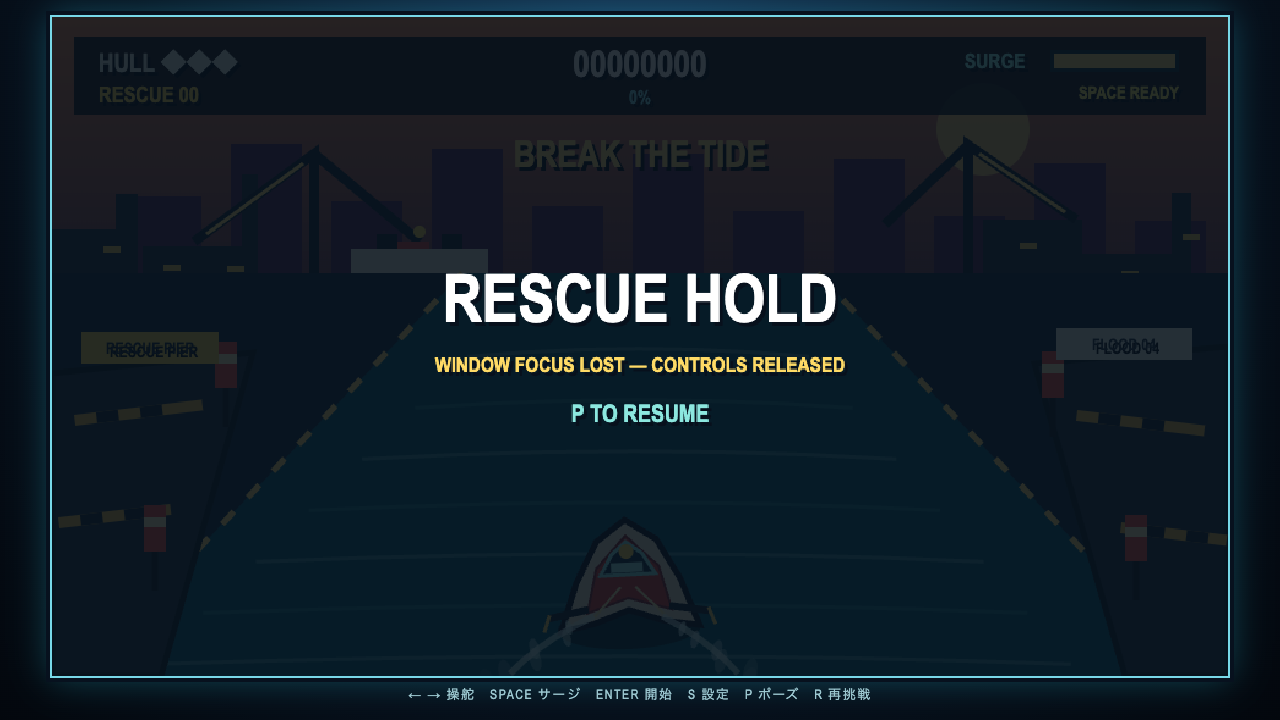 HULL
00000000
SURGE
RESCUE 00
0%
SPACE READY
BREAK THE TIDE
RESCUE HOLD
RESCUE PIER
FLOOD 04
WINDOW FOCUS LOST — CONTROLS RELEASED
P TO RESUME
← → 操舵 SPACE サージ ENTER 開始 S 設定 P ポーズ R 再挑戦